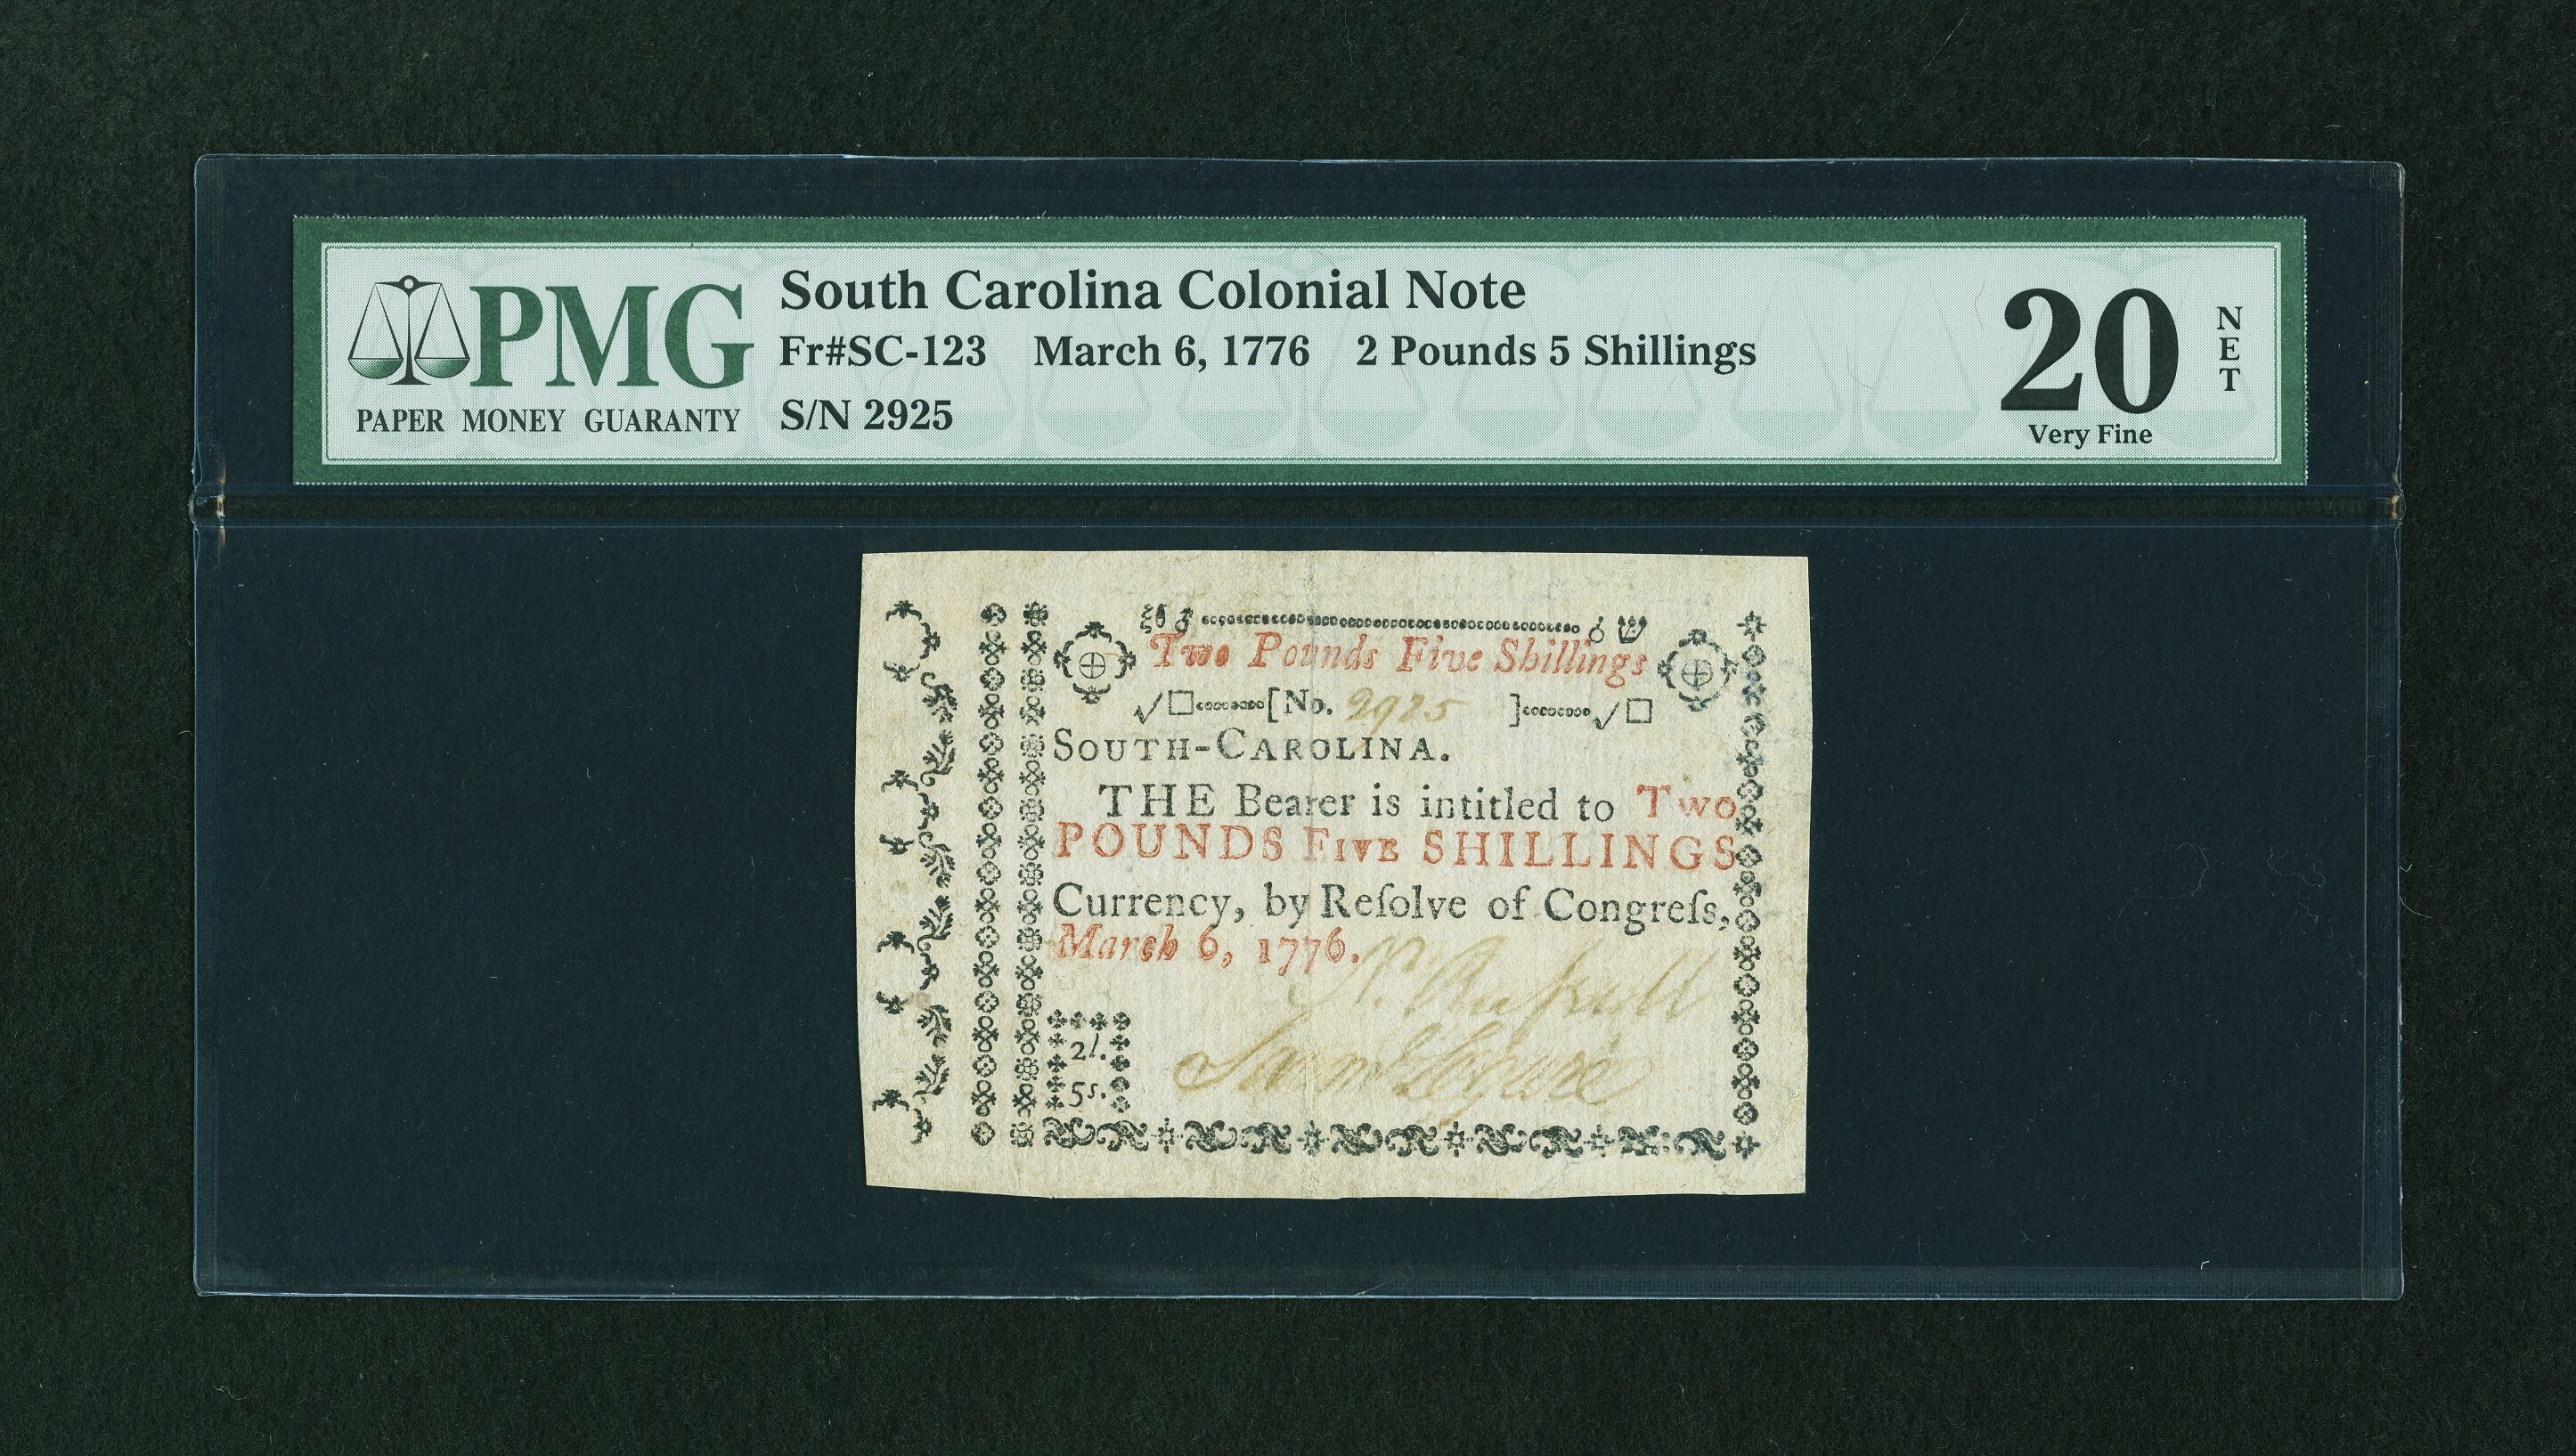 PMG
PAPER MONEY GUARANTY
South Carolina Colonial Note
Fr#SC-123 March 6, 1776 2 Pounds 5 Shillings
S/N 2925
20
NET
Very Fine
Two Pounds Five Shillings
√□ [No. 2925 ] √□
SOUTH-CAROLINA.
THE Bearer is intitled to Two
POUNDS FIVE SHILLINGS
Currency, by Reſolve of Congreſs,
March 6, 1776.
2l.
5s.